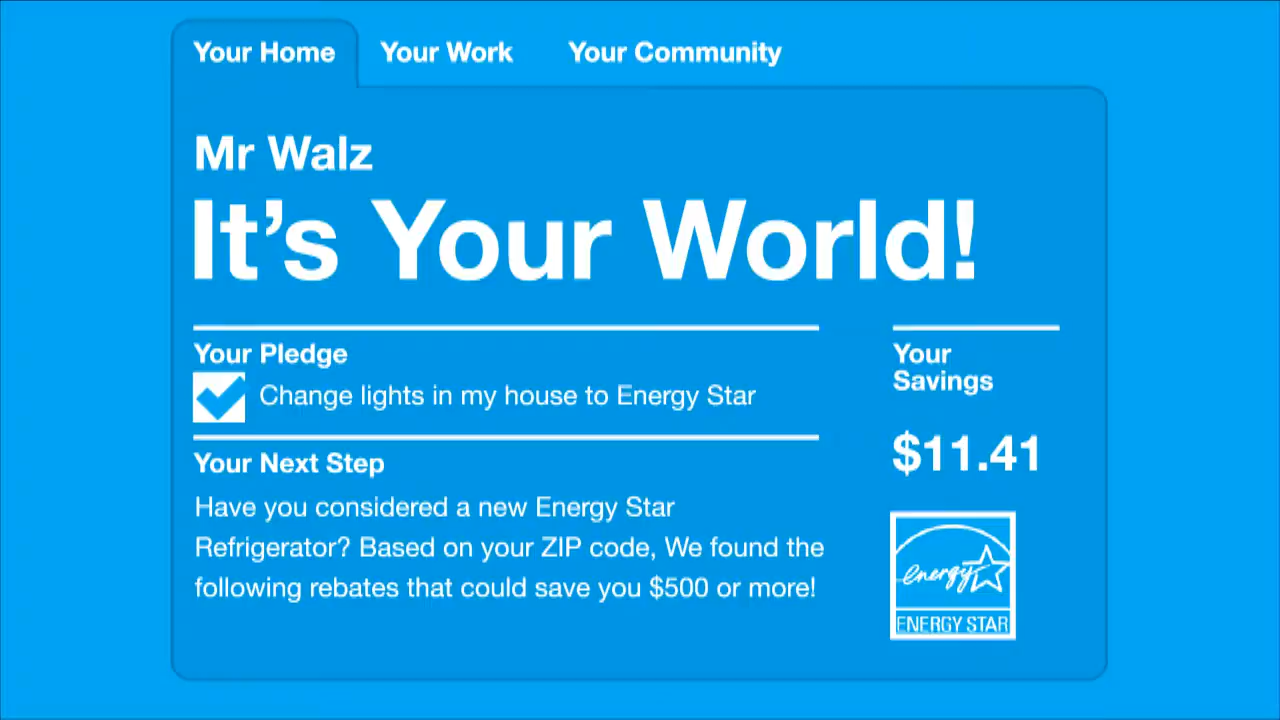 Your Home Your Work Your Community
Mr Walz
It's Your World!
Your Pledge
Change lights in my house to Energy Star
Your Next Step
Have you considered a new Energy Star
Refrigerator? Based on your ZIP code, We found the
following rebates that could save you $500 or more!
Your
Savings
$11.41
energy
ENERGY STAR